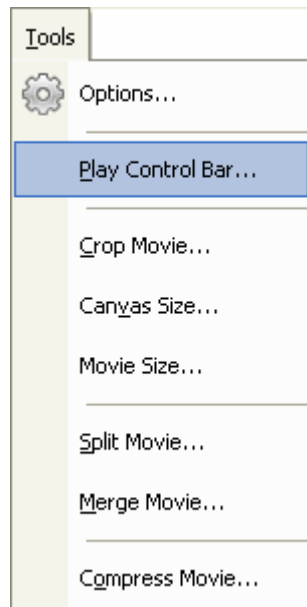 Tools
Options...
Play Control Bar...
Crop Movie...
Canvas Size...
Movie Size...
Split Movie...
Merge Movie...
Compress Movie...